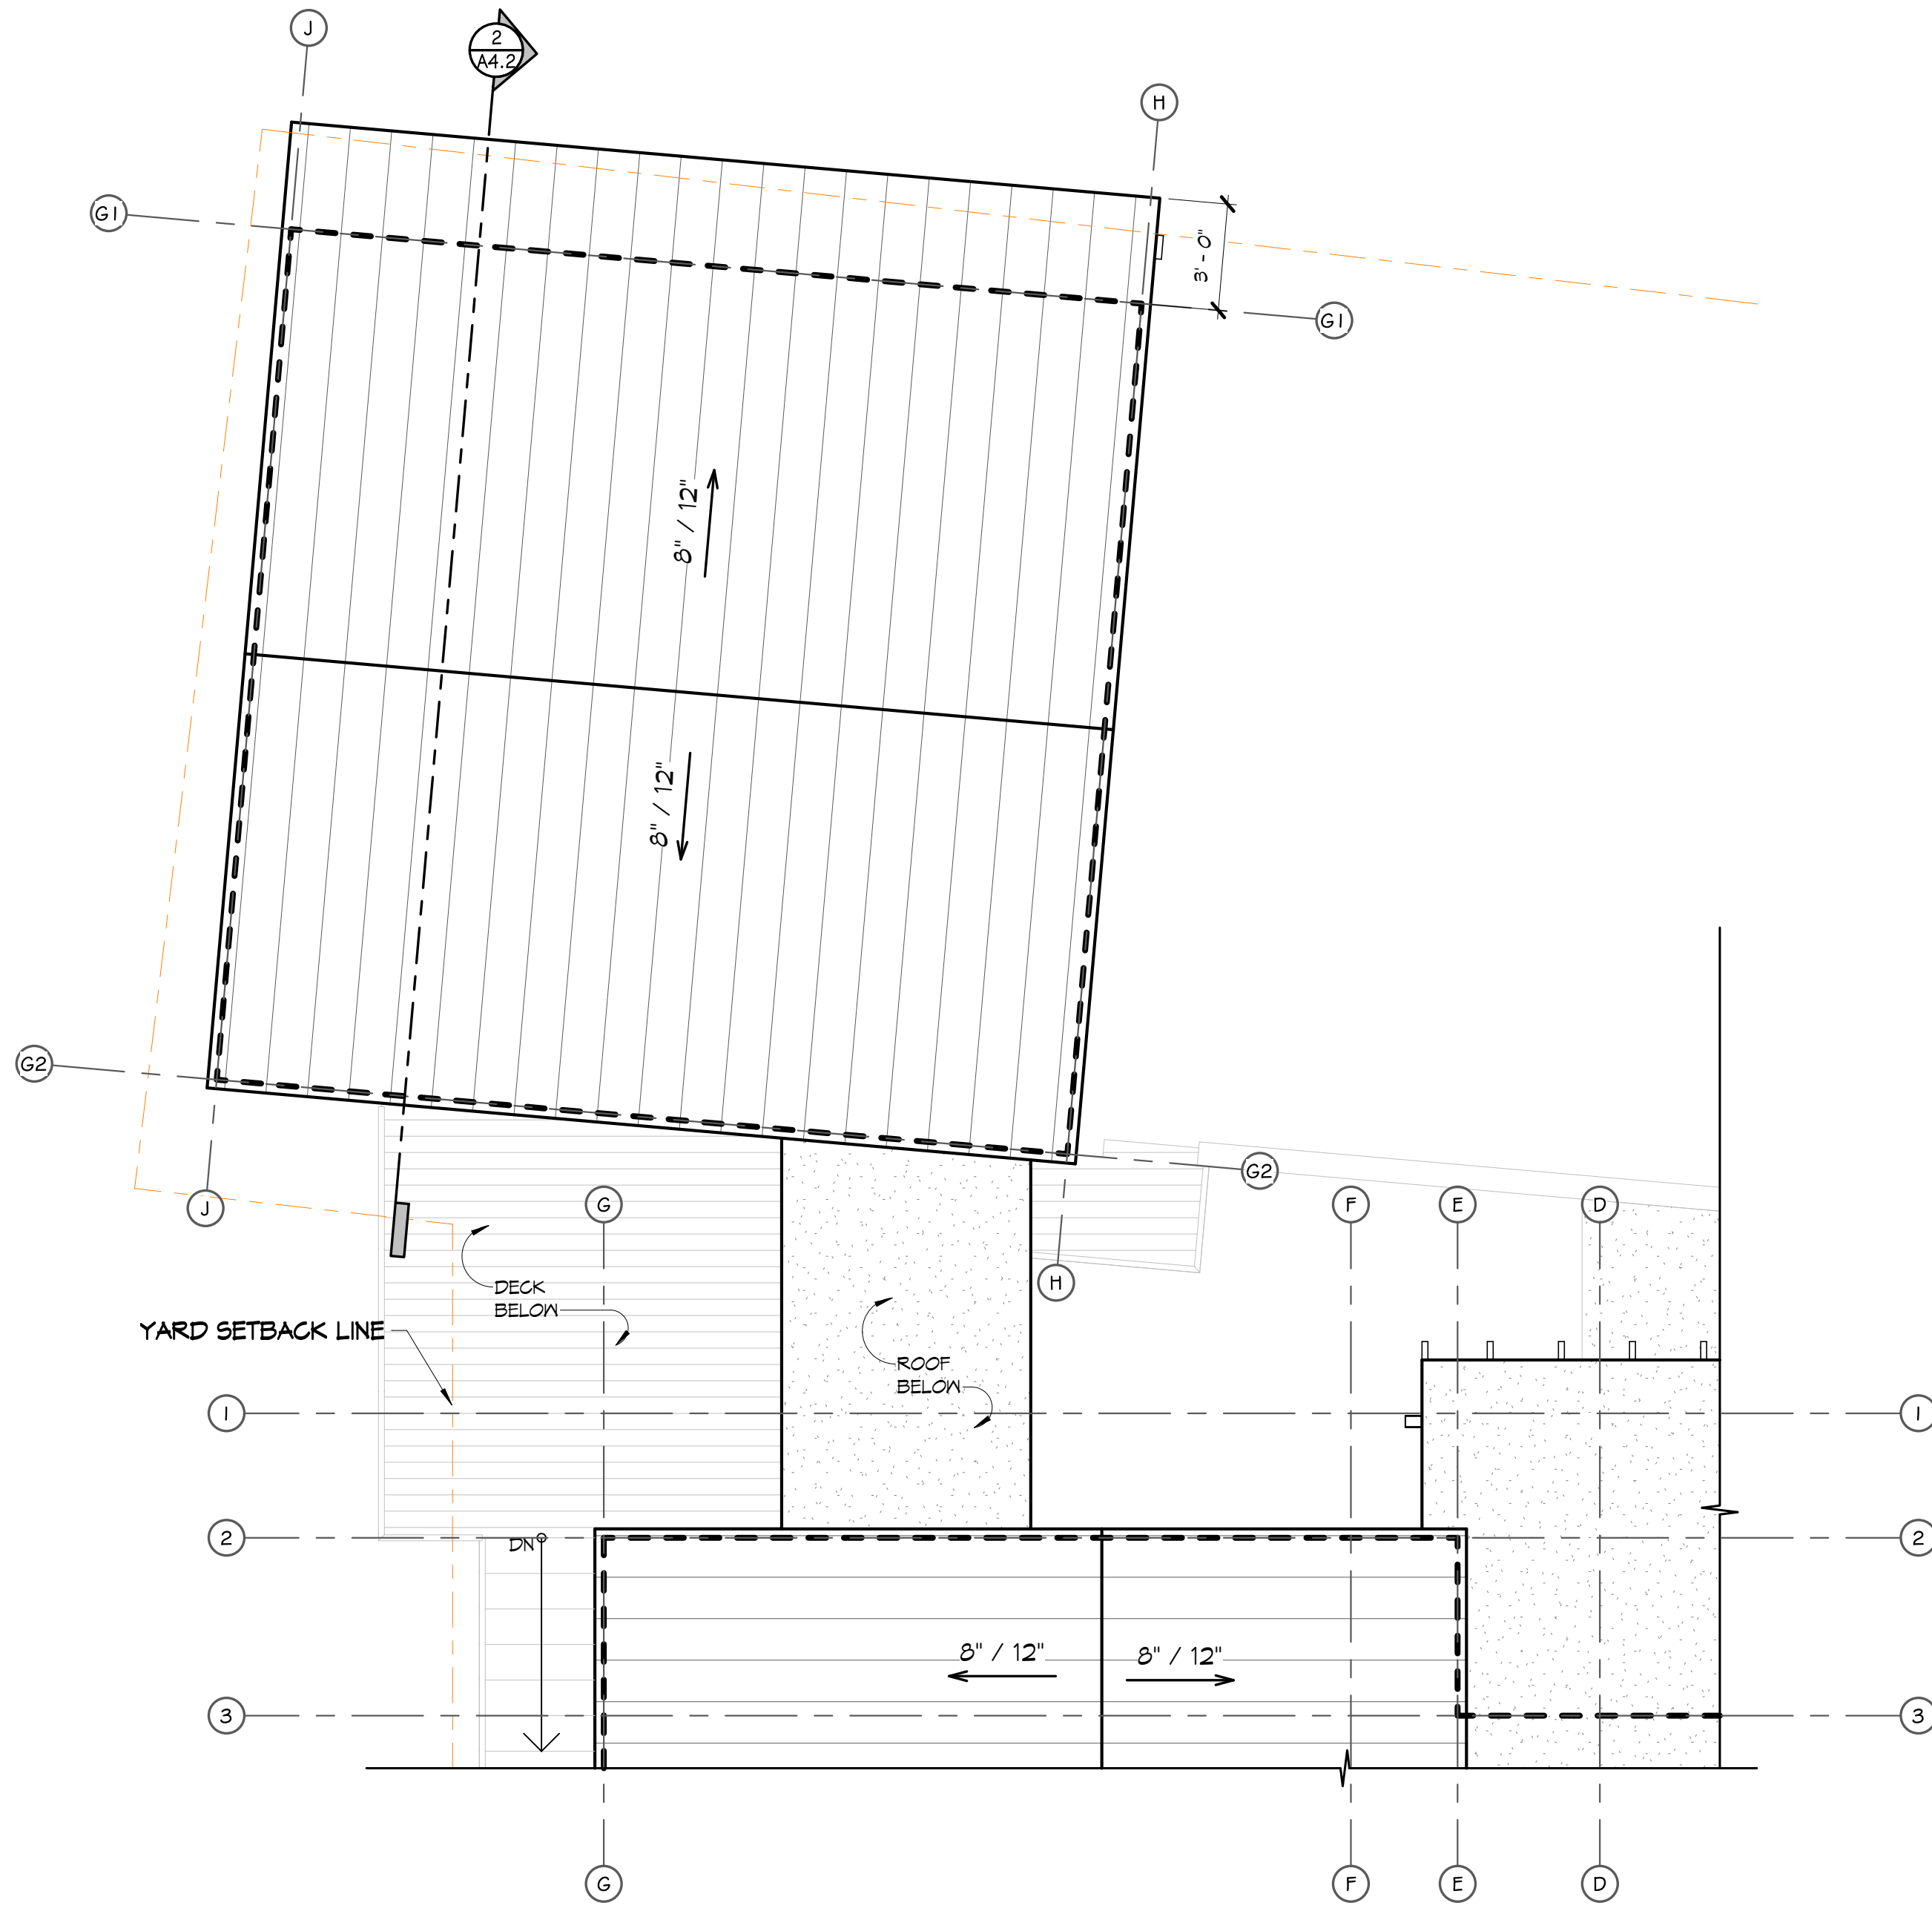 J
2
A4.2
H
G1
3' - 0"
G1
8" / 12"
8" / 12"
G2
G2
J
G
F
E
D
H
DECK
BELOW
YARD SETBACK LINE
ROOF
BELOW
1
1
2
DN
2
8" / 12"
8" / 12"
3
3
G
F
E
D